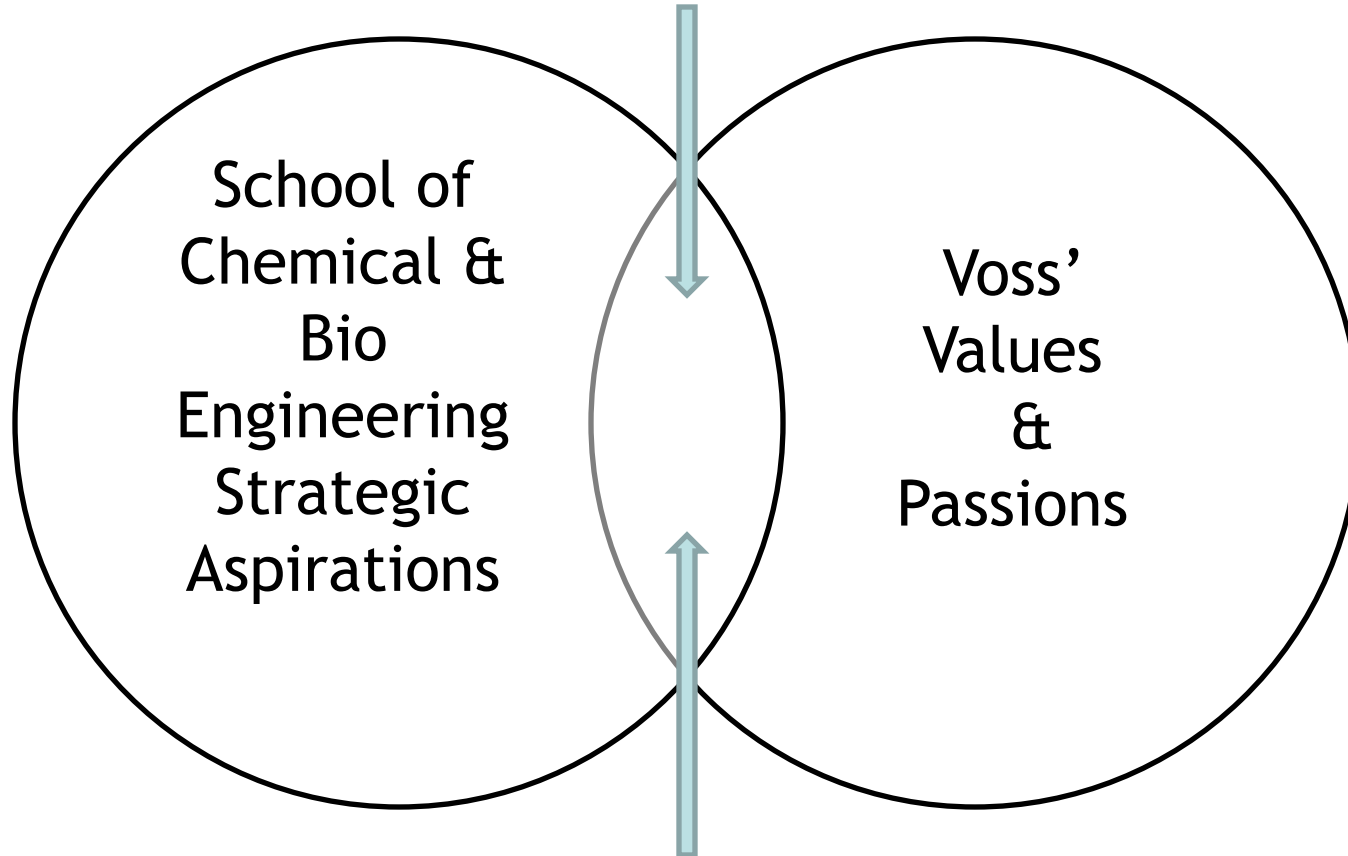 School of
Chemical &
Bio
Engineering
Strategic
Aspirations
Voss’
Values
&
Passions